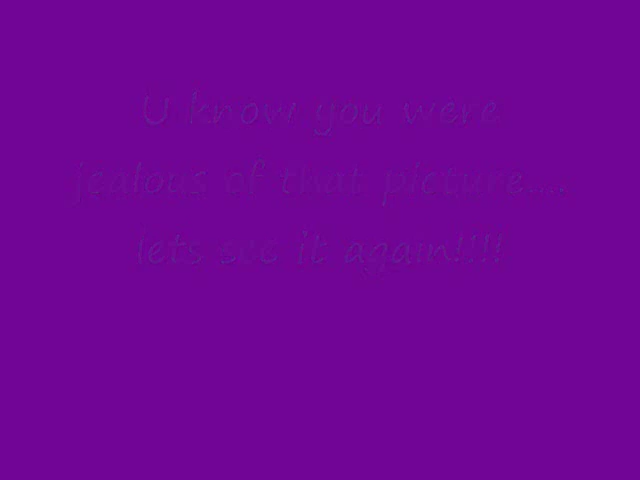 U know you were
jealous of that picture....
lets see it again!!!!